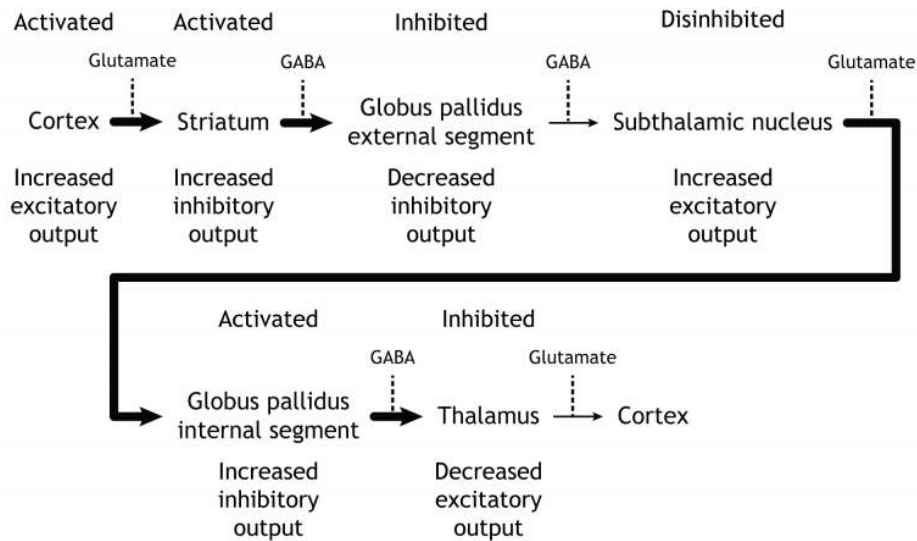 Activated Activated Inhibited Disinhibited
Glutamate GABA GABA Glutamate
Cortex Striatum Globus pallidus
external segment Subthalamic nucleus
Increased
excitatory
output
Increased
inhibitory
output
Decreased
inhibitory
output
Increased
excitatory
output
Activated Inhibited
GABA Glutamate
Globus pallidus
internal segment Thalamus Cortex
Increased
inhibitory
output
Decreased
excitatory
output